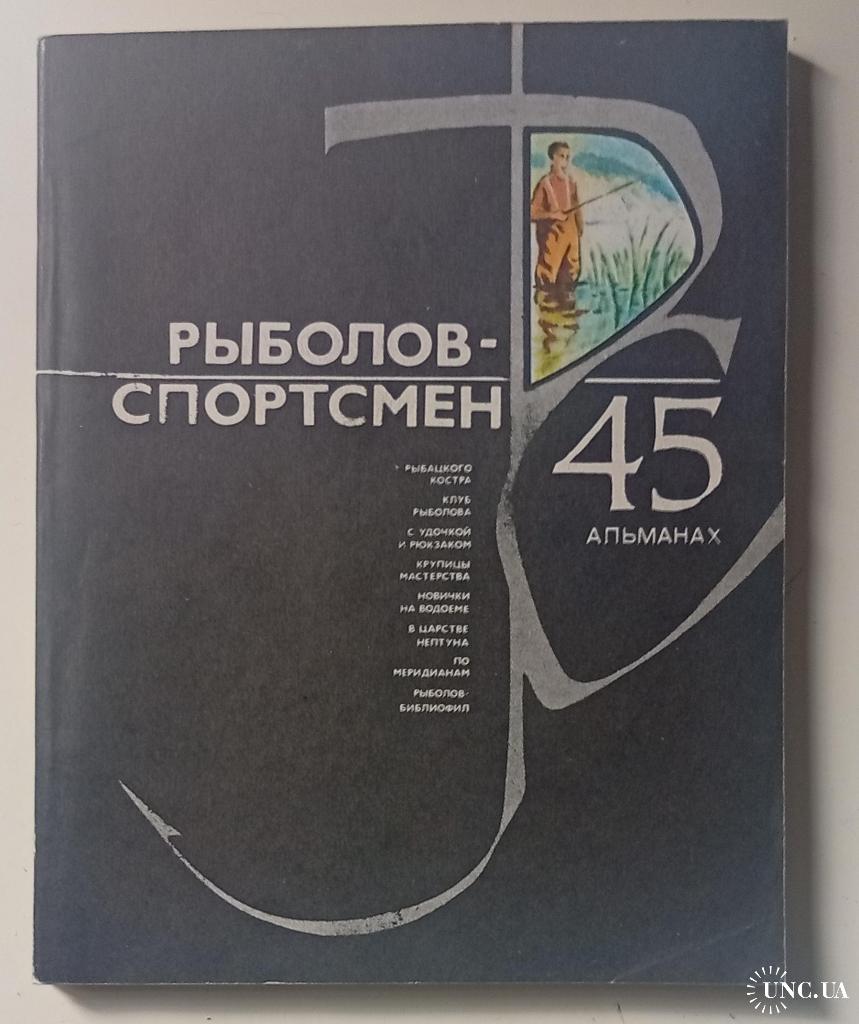 РЫБОЛОВ-
СПОРТСМЕН
45
АЛЬМАНАХ
РЫБАЦКОГО
КОСТРА
КЛУБ
РЫБОЛОВА
С УДОЧКОЙ
И РЮКЗАКОМ
КРУПИЦЫ
МАСТЕРСТВА
НОВИЧКИ
НА ВОДОЕМЕ
В ЦАРСТВЕ
НЕПТУНА
ПО
МЕРИДИАНАМ
РЫБОЛОВ-
БИБЛИОФИЛ
UNC.UA